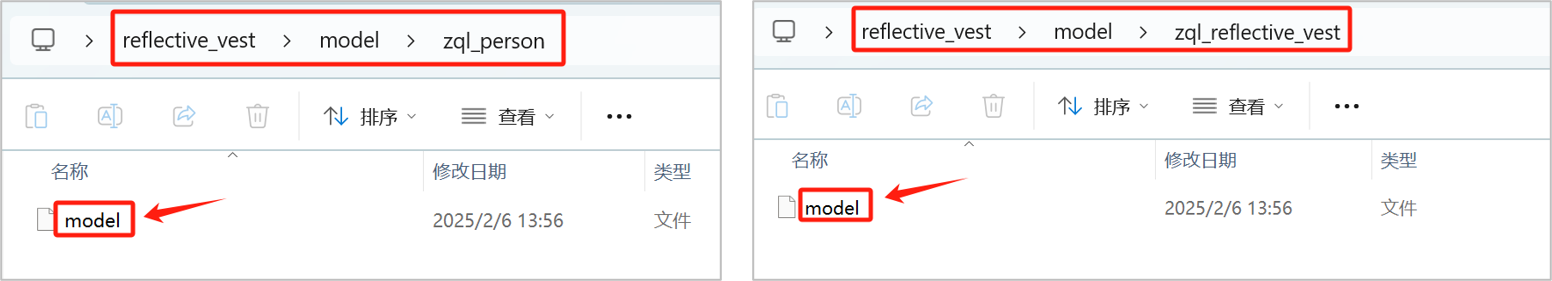 reflective_vest > model > zql_person
排序 查看 •••
名称 修改日期 类型
model 2025/2/6 13:56 文件
reflective_vest > model > zql_reflective_vest
排序 查看 •••
名称 修改日期 类型
model 2025/2/6 13:56 文件